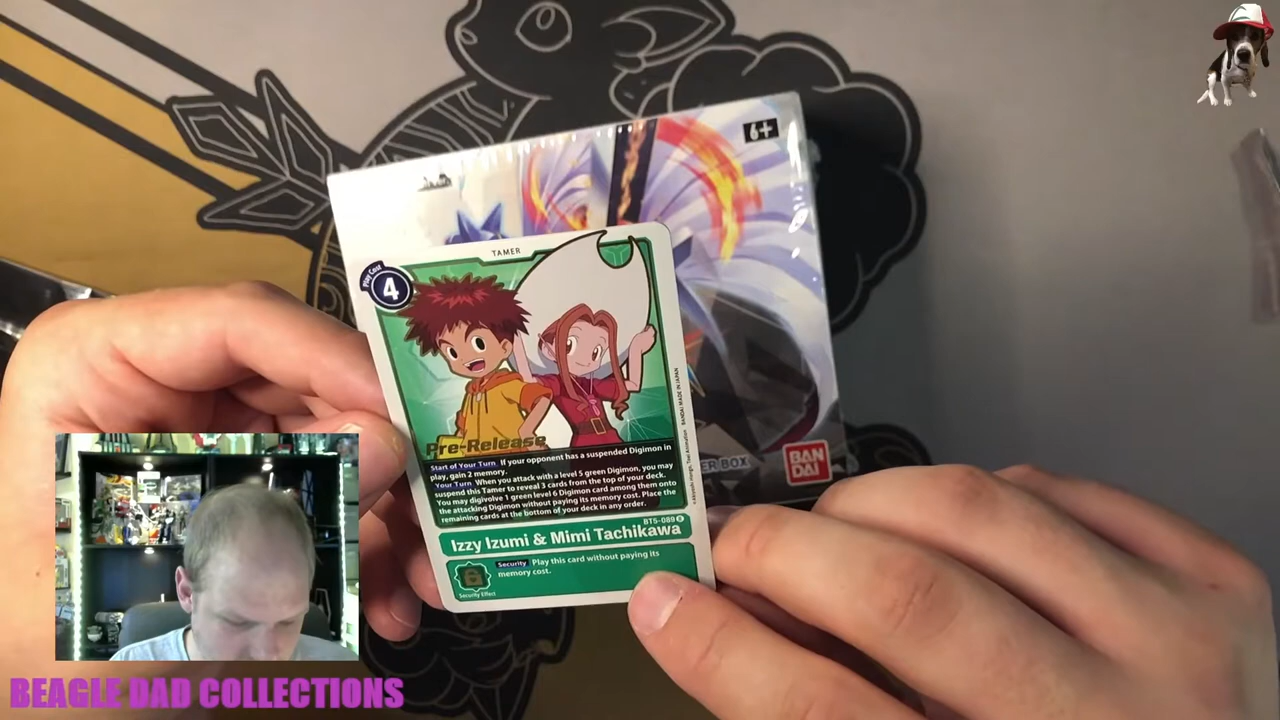 6+
TAMER
Play Cost
4
Pre-Release
Start of Your Turn If your opponent has a suspended Digimon in
play, gain 2 memory.
Your Turn When you attack with a level 5 green Digimon, you may
suspend this Tamer to reveal 3 cards from the top of your deck.
You may digivolve 1 green level 6 Digimon card among them onto
the attacking Digimon without paying its memory cost. Place the
remaining cards at the bottom of your deck in any order.
BT5-089 R
Izzy Izumi & Mimi Tachikawa
Security Play this card without paying its
memory cost.
Security Effect
BANDAI MADE IN JAPAN
BOX
BAN
DAI
BEAGLE DAD COLLECTIONS